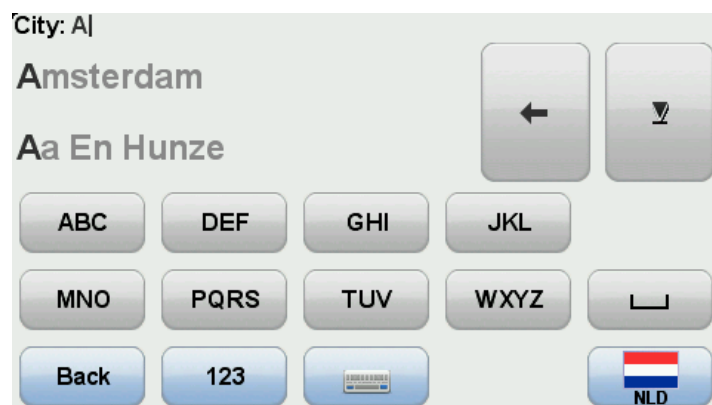 City: A
Amsterdam
Aa En Hunze
ABC DEF GHI JKL
MNO PQRS TUV WXYZ
Back 123 NLD